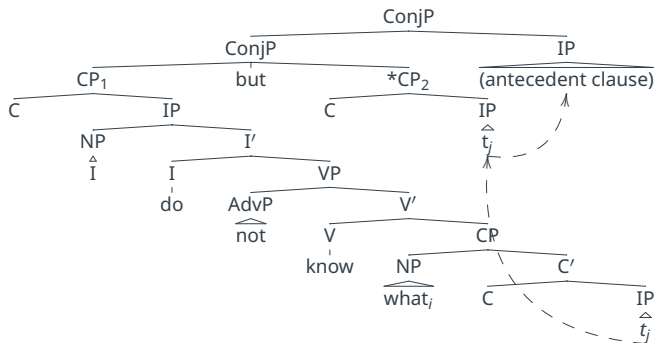 ConjP
ConjP IP
CP₁ but *CP₂ (antecedent clause)
C IP C IP
NP I′ tⱼ
I I VP
do AdvP V′
not V CP
know NP C′
whatᵢ C IP
tⱼ